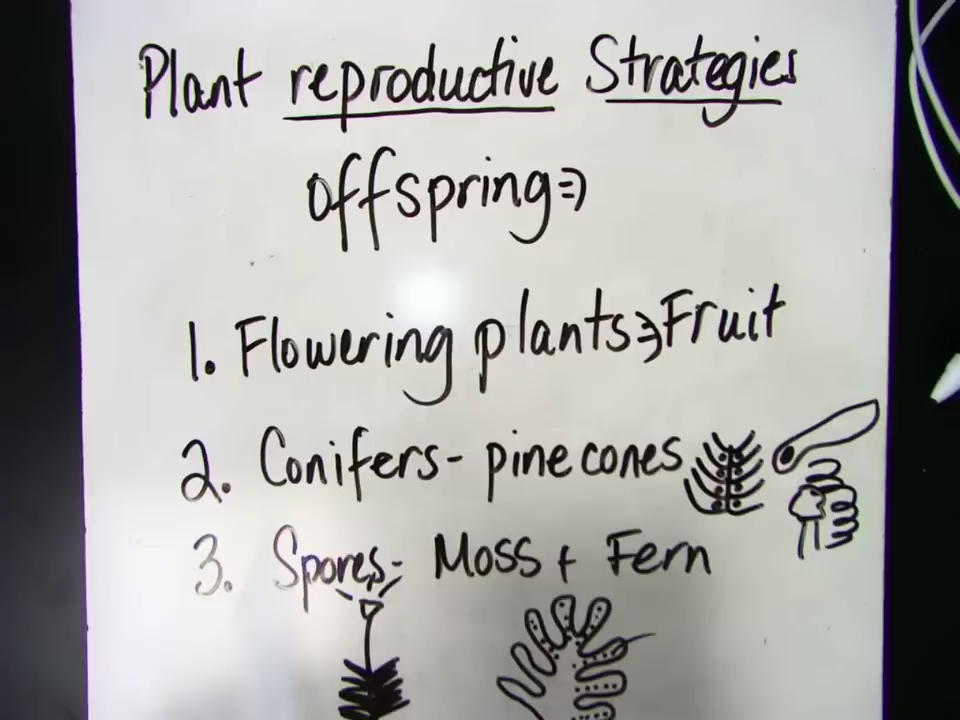 Plant reproductive Strategies
offspring⇒
1. Flowering plants⇒Fruit
2. Conifers- pine cones
3. Spores- Moss + Fern